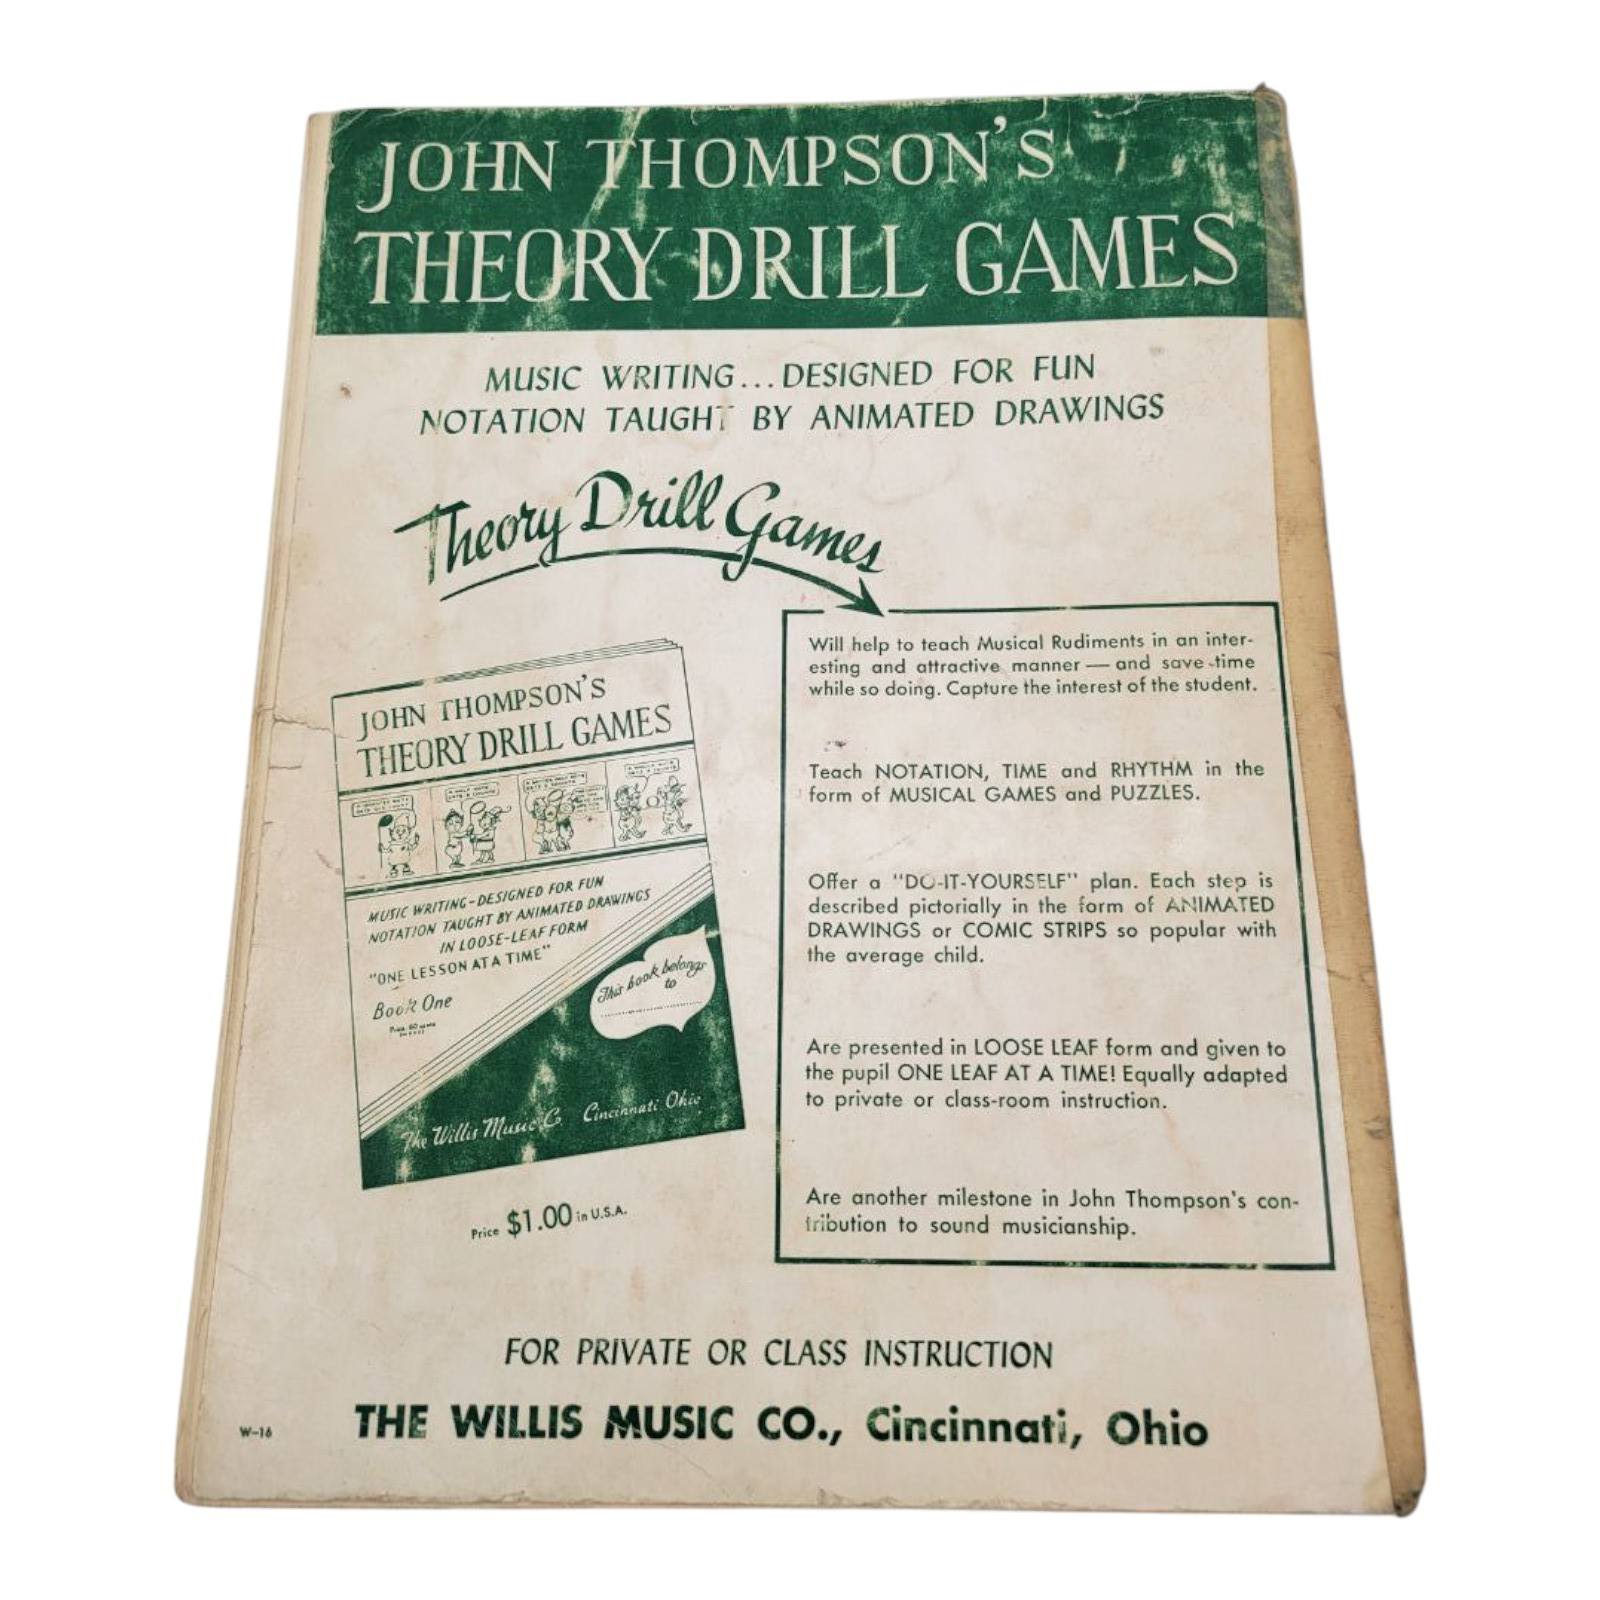 JOHN THOMPSON'S
THEORY DRILL GAMES
MUSIC WRITING...DESIGNED FOR FUN
NOTATION TAUGHT BY ANIMATED DRAWINGS
Theory Drill Games
Will help to teach Musical Rudiments in an inter-
esting and attractive manner — and save time
while so doing. Capture the interest of the student.
Teach NOTATION, TIME and RHYTHM in the
form of MUSICAL GAMES and PUZZLES.
Offer a "DO-IT-YOURSELF" plan. Each step is
described pictorially in the form of ANIMATED
DRAWINGS or COMIC STRIPS so popular with
the average child.
Are presented in LOOSE LEAF form and given to
the pupil ONE LEAF AT A TIME! Equally adapted
to private or class-room instruction.
Are another milestone in John Thompson's con-
tribution to sound musicianship.
JOHN THOMPSON'S
THEORY DRILL GAMES
MUSIC WRITING-DESIGNED FOR FUN
NOTATION TAUGHT BY ANIMATED DRAWINGS
IN LOOSE-LEAF FORM
"ONE LESSON AT A TIME"
Book One
This book belongs
to
The Willis Music Co. Cincinnati Ohio
Price $1.00 in U.S.A.
FOR PRIVATE OR CLASS INSTRUCTION
W-16
THE WILLIS MUSIC CO., Cincinnati, Ohio